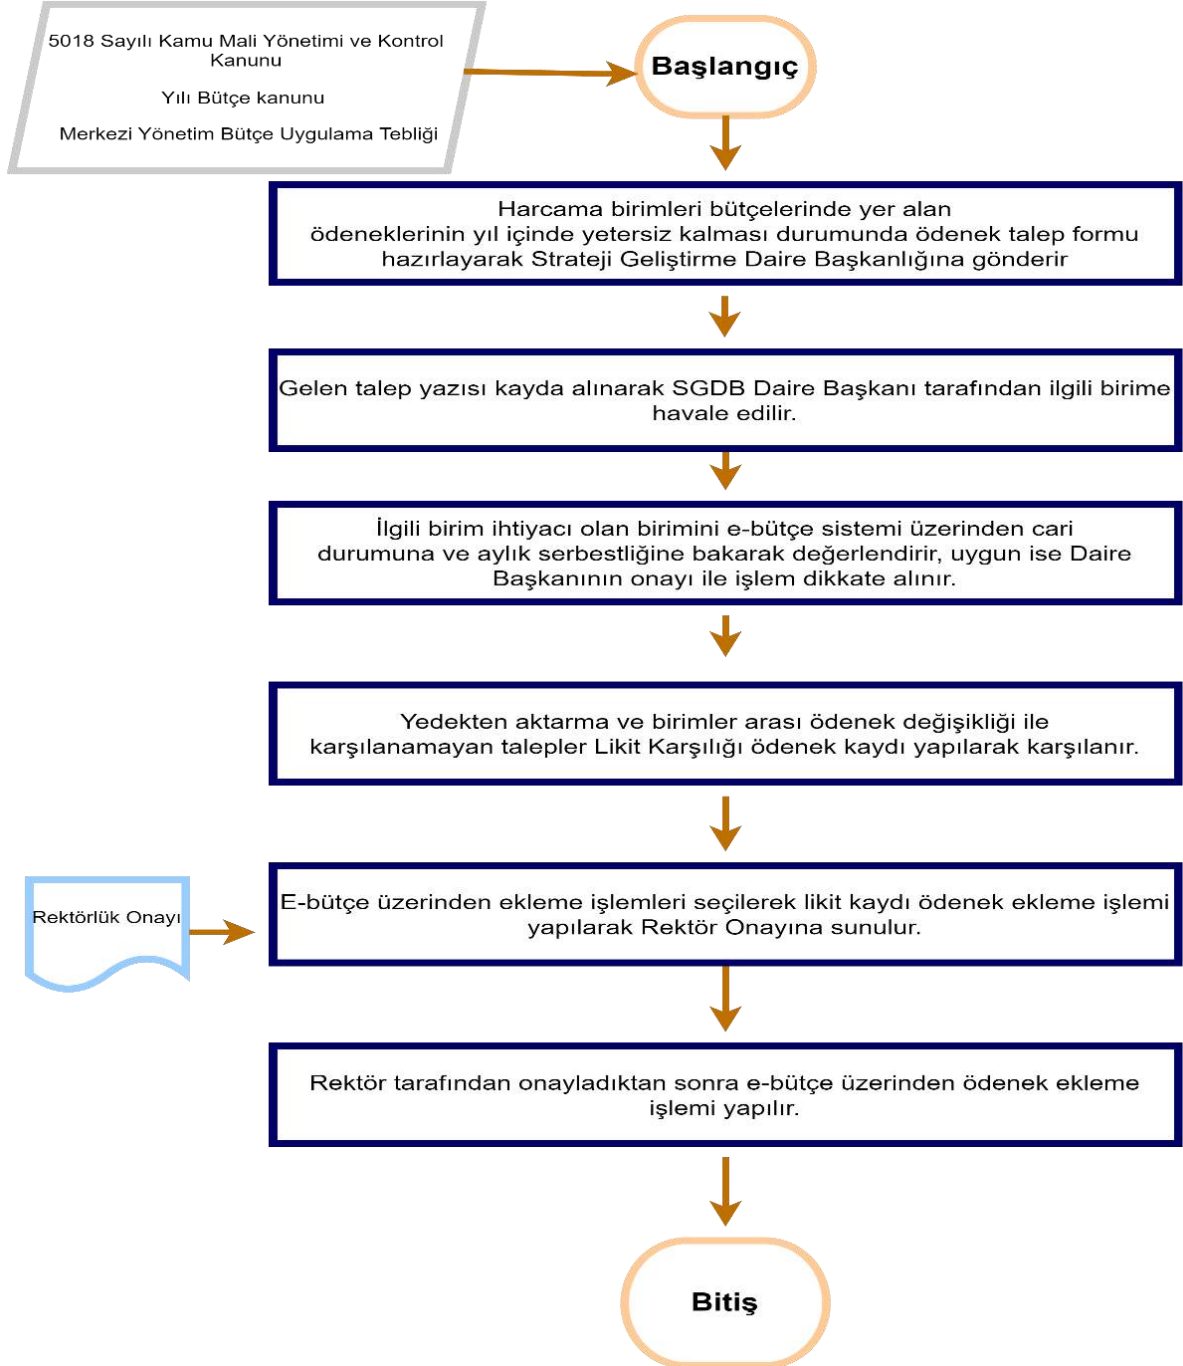 5018 Sayılı Kamu Mali Yönetimi ve Kontrol
Kanunu
Yılı Bütçe kanunu
Merkezi Yönetim Bütçe Uygulama Tebliği
Başlangıç
Harcama birimleri bütçelerinde yer alan
ödeneklerinin yıl içinde yetersiz kalması durumunda ödenek talep formu
hazırlayarak Strateji Geliştirme Daire Başkanlığına gönderir
Gelen talep yazısı kayda alınarak SGDB Daire Başkanı tarafından ilgili birime
havale edilir.
İlgili birim ihtiyacı olan birimini e-bütçe sistemi üzerinden cari
durumuna ve aylık serbestliğine bakarak değerlendirir, uygun ise Daire
Başkanının onayı ile işlem dikkate alınır.
Yedekten aktarma ve birimler arası ödenek değişikliği ile
karşılanamayan talepler Likit Karşılığı ödenek kaydı yapılarak karşılanır.
Rektörlük Onayı
E-bütçe üzerinden ekleme işlemleri seçilerek likit kaydı ödenek ekleme işlemi
yapılarak Rektör Onayına sunulur.
Rektör tarafından onayladıktan sonra e-bütçe üzerinden ödenek ekleme
işlemi yapılır.
Bitiş